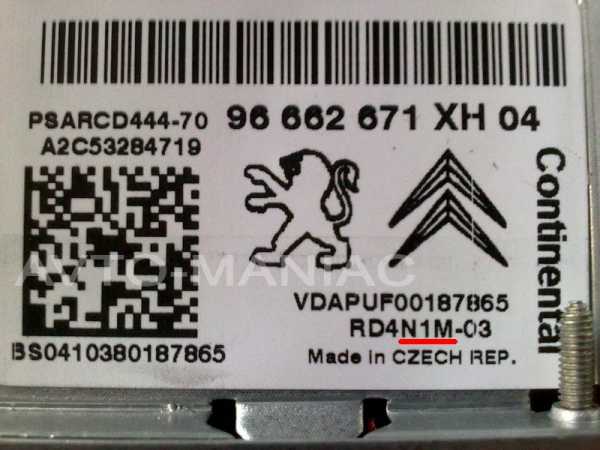 PSARCD444-70 96 662 671 XH 04
A2C53284719
Continental
AVTO-MANIAC
VDAPUF00187865
RD4N1M-03
BS0410380187865
Made in CZECH REP.